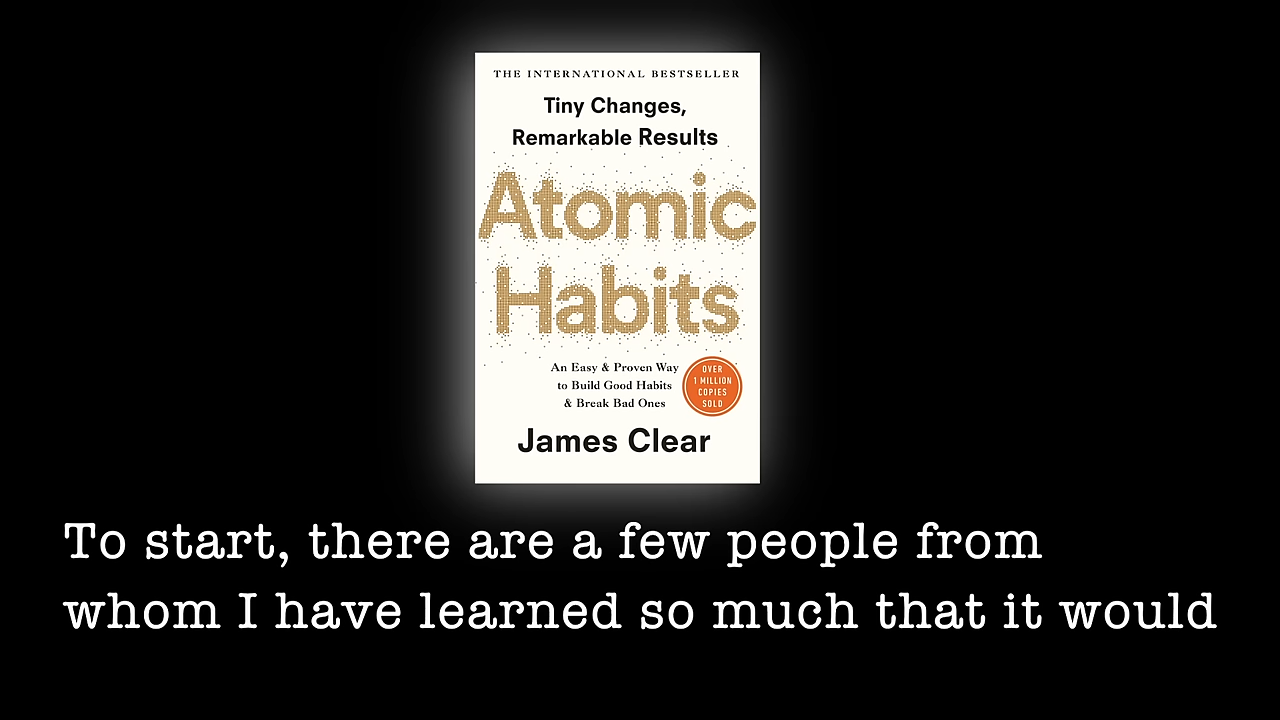 THE INTERNATIONAL BESTSELLER
Tiny Changes,
Remarkable Results
Atomic
Habits
An Easy & Proven Way
to Build Good Habits
& Break Bad Ones
OVER
1 MILLION
COPIES
SOLD
James Clear
To start, there are a few people from
whom I have learned so much that it would